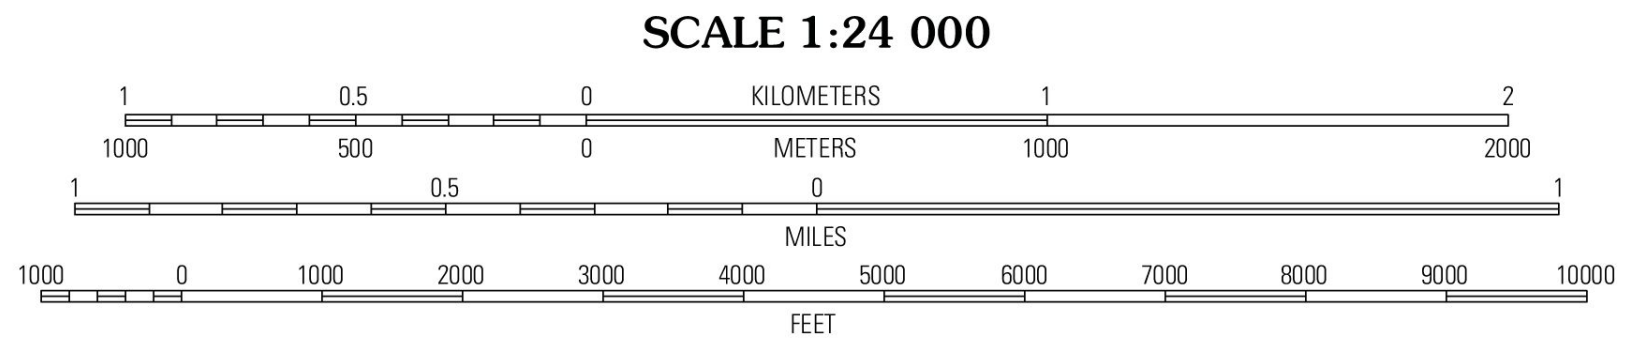 SCALE 1:24 000
1 0.5 0 KILOMETERS 1 2
1000 500 0 METERS 1000 2000
1 0.5 0 1
MILES
1000 0 1000 2000 3000 4000 5000 6000 7000 8000 9000 10000
FEET